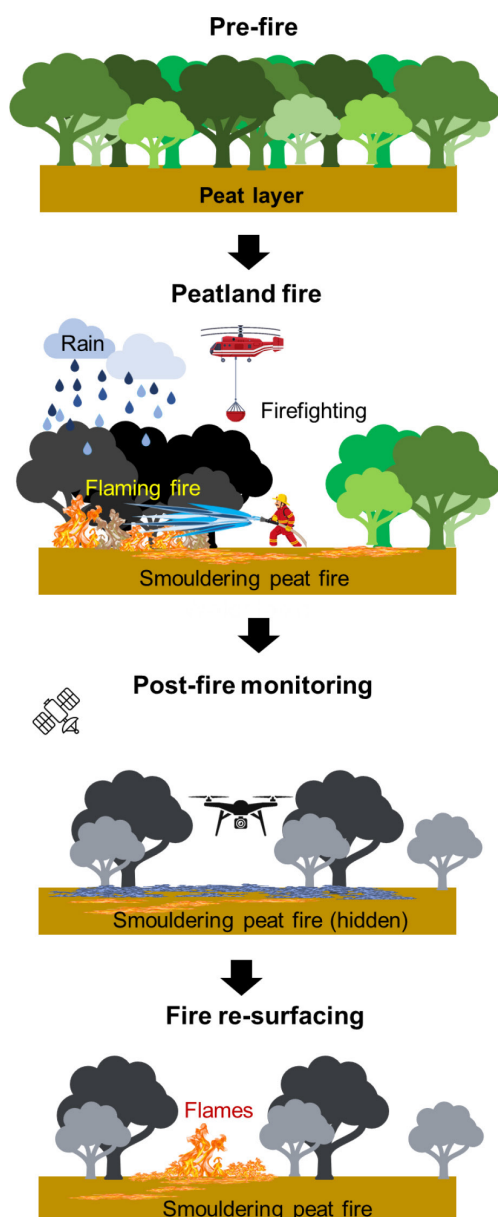 Pre-fire
Peat layer
Peatland fire
Rain
Firefighting
Flaming fire
Smouldering peat fire
Post-fire monitoring
Smouldering peat fire (hidden)
Fire re-surfacing
Flames
Smouldering peat fire